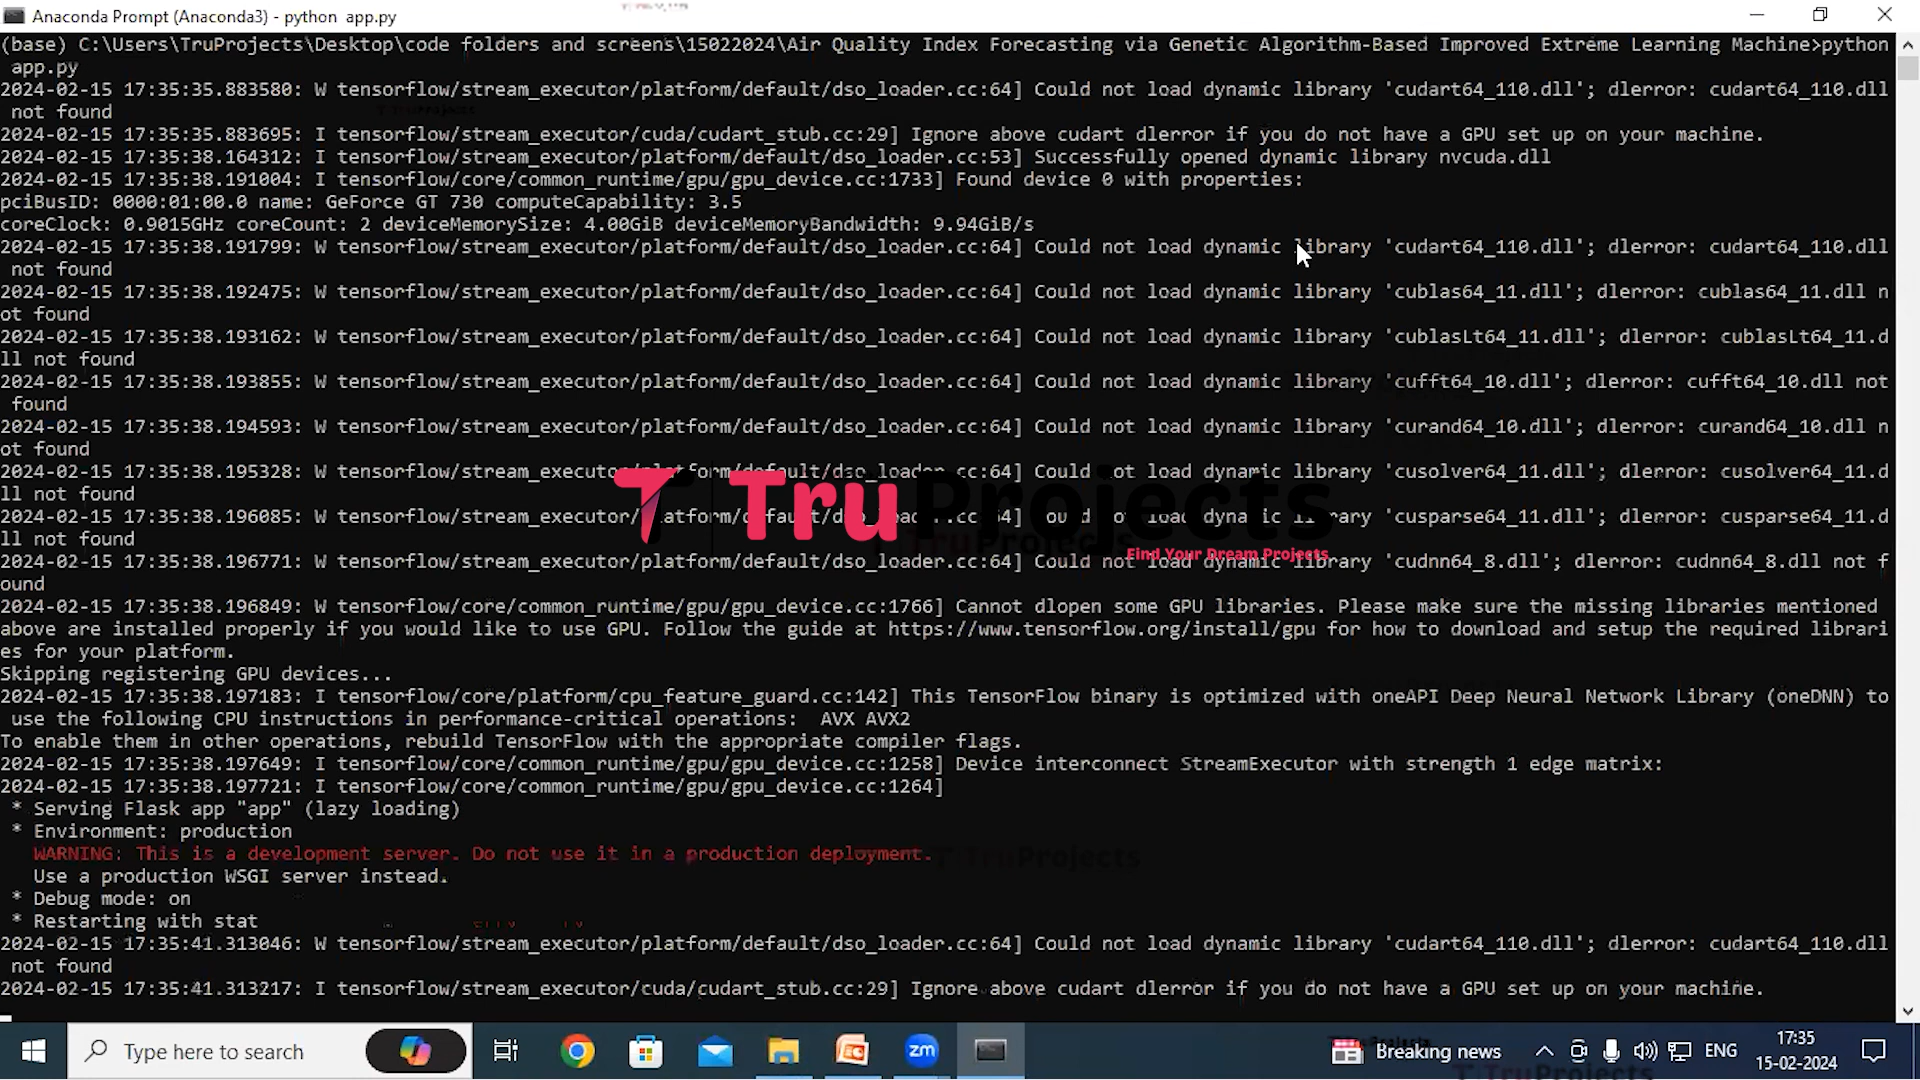 Anaconda Prompt (Anaconda3) - python  app.py
(base) C:\Users\TruProjects\Desktop\code folders and screens\15022024\Air Quality Index Forecasting via Genetic Algorithm-Based Improved Extreme Learning Machine>python
 app.py
2024-02-15 17:35:35.883580: W tensorflow/stream_executor/platform/default/dso_loader.cc:64] Could not load dynamic library 'cudart64_110.dll'; dlerror: cudart64_110.dll
 not found
2024-02-15 17:35:35.883695: I tensorflow/stream_executor/cuda/cudart_stub.cc:29] Ignore above cudart dlerror if you do not have a GPU set up on your machine.
2024-02-15 17:35:38.164312: I tensorflow/stream_executor/platform/default/dso_loader.cc:53] Successfully opened dynamic library nvcuda.dll
2024-02-15 17:35:38.191004: I tensorflow/core/common_runtime/gpu/gpu_device.cc:1733] Found device 0 with properties:
pciBusID: 0000:01:00.0 name: GeForce GT 730 computeCapability: 3.5
coreClock: 0.9015GHz coreCount: 2 deviceMemorySize: 4.00GiB deviceMemoryBandwidth: 9.94GiB/s
2024-02-15 17:35:38.191799: W tensorflow/stream_executor/platform/default/dso_loader.cc:64] Could not load dynamic library 'cudart64_110.dll'; dlerror: cudart64_110.dll
 not found
2024-02-15 17:35:38.192475: W tensorflow/stream_executor/platform/default/dso_loader.cc:64] Could not load dynamic library 'cublas64_11.dll'; dlerror: cublas64_11.dll n
ot found
2024-02-15 17:35:38.193162: W tensorflow/stream_executor/platform/default/dso_loader.cc:64] Could not load dynamic library 'cublasLt64_11.dll'; dlerror: cublasLt64_11.d
ll not found
2024-02-15 17:35:38.193855: W tensorflow/stream_executor/platform/default/dso_loader.cc:64] Could not load dynamic library 'cufft64_10.dll'; dlerror: cufft64_10.dll not
 found
2024-02-15 17:35:38.194593: W tensorflow/stream_executor/platform/default/dso_loader.cc:64] Could not load dynamic library 'curand64_10.dll'; dlerror: curand64_10.dll n
ot found
2024-02-15 17:35:38.195328: W tensorflow/stream_executor/platform/default/dso_loader.cc:64] Could not load dynamic library 'cusolver64_11.dll'; dlerror: cusolver64_11.d
ll not found
TruProjects
2024-02-15 17:35:38.196085: W tensorflow/stream_executor/platform/default/dso_loader.cc:64] Could not load dynamic library 'cusparse64_11.dll'; dlerror: cusparse64_11.d
ll not found
Find Your Dream Projects
2024-02-15 17:35:38.196771: W tensorflow/stream_executor/platform/default/dso_loader.cc:64] Could not load dynamic library 'cudnn64_8.dll'; dlerror: cudnn64_8.dll not f
ound
2024-02-15 17:35:38.196849: W tensorflow/core/common_runtime/gpu/gpu_device.cc:1766] Cannot dlopen some GPU libraries. Please make sure the missing libraries mentioned
above are installed properly if you would like to use GPU. Follow the guide at https://www.tensorflow.org/install/gpu for how to download and setup the required librari
es for your platform.
Skipping registering GPU devices...
2024-02-15 17:35:38.197183: I tensorflow/core/platform/cpu_feature_guard.cc:142] This TensorFlow binary is optimized with oneAPI Deep Neural Network Library (oneDNN) to
 use the following CPU instructions in performance-critical operations:  AVX AVX2
To enable them in other operations, rebuild TensorFlow with the appropriate compiler flags.
2024-02-15 17:35:38.197649: I tensorflow/core/common_runtime/gpu/gpu_device.cc:1258] Device interconnect StreamExecutor with strength 1 edge matrix:
2024-02-15 17:35:38.197721: I tensorflow/core/common_runtime/gpu/gpu_device.cc:1264]
 * Serving Flask app "app" (lazy loading)
 * Environment: production
   WARNING: This is a development server. Do not use it in a production deployment.
   Use a production WSGI server instead.
 * Debug mode: on
 * Restarting with stat
2024-02-15 17:35:41.313046: W tensorflow/stream_executor/platform/default/dso_loader.cc:64] Could not load dynamic library 'cudart64_110.dll'; dlerror: cudart64_110.dll
 not found
2024-02-15 17:35:41.313217: I tensorflow/stream_executor/cuda/cudart_stub.cc:29] Ignore above cudart dlerror if you do not have a GPU set up on your machine.
Type here to search
zm
Breaking news
ENG
17:35
15-02-2024